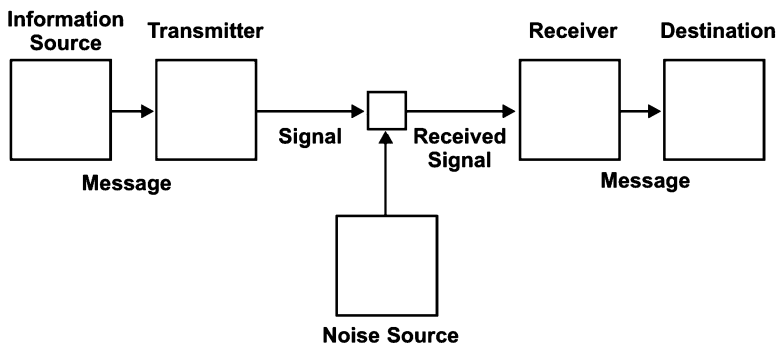 Information
Source
Transmitter
Receiver
Destination
Signal
Received
Signal
Message
Message
Noise Source